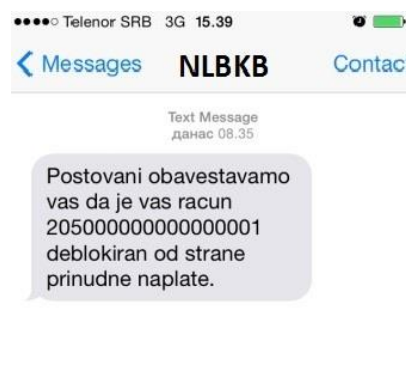 Telenor SRB 3G 15.39
Messages NLBKB Contac
Text Message
данас 08.35
Postovani obavestavamo
vas da je vas racun
205000000000000001
deblokiran od strane
prinudne naplate.